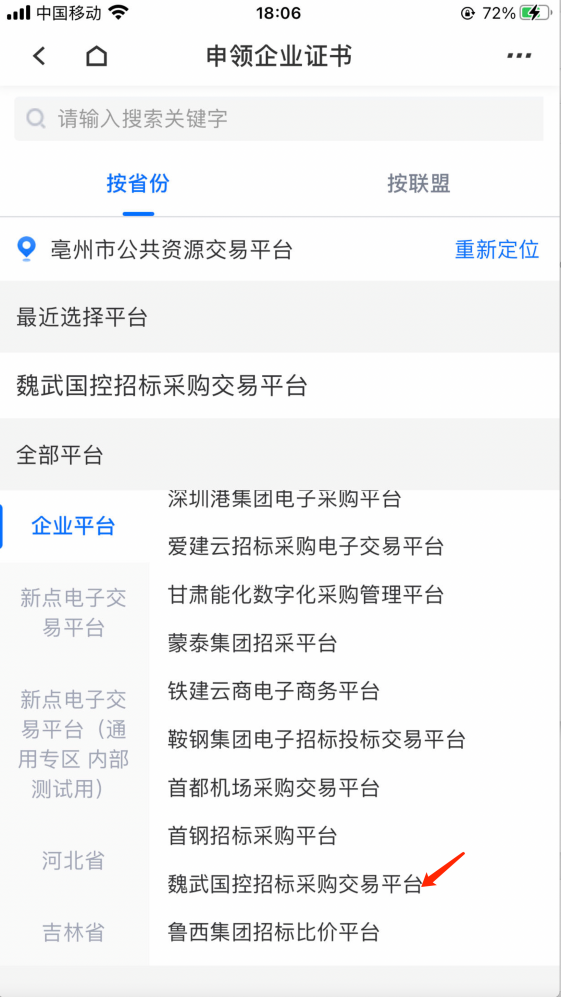 中国移动 18:06 72%
申领企业证书
请输入搜索关键字
按省份 按联盟
亳州市公共资源交易平台 重新定位
最近选择平台
魏武国控招标采购交易平台
全部平台
企业平台
新点电子交
易平台
新点电子交
易平台（通
用专区 内部
测试用）
河北省
吉林省
深圳港集团电子采购平台
爱建云招标采购电子交易平台
甘肃能化数字化采购管理平台
蒙泰集团招采平台
铁建云商电子商务平台
鞍钢集团电子招标投标交易平台
首都机场采购交易平台
首钢招标采购平台
魏武国控招标采购交易平台
鲁西集团招标比价平台